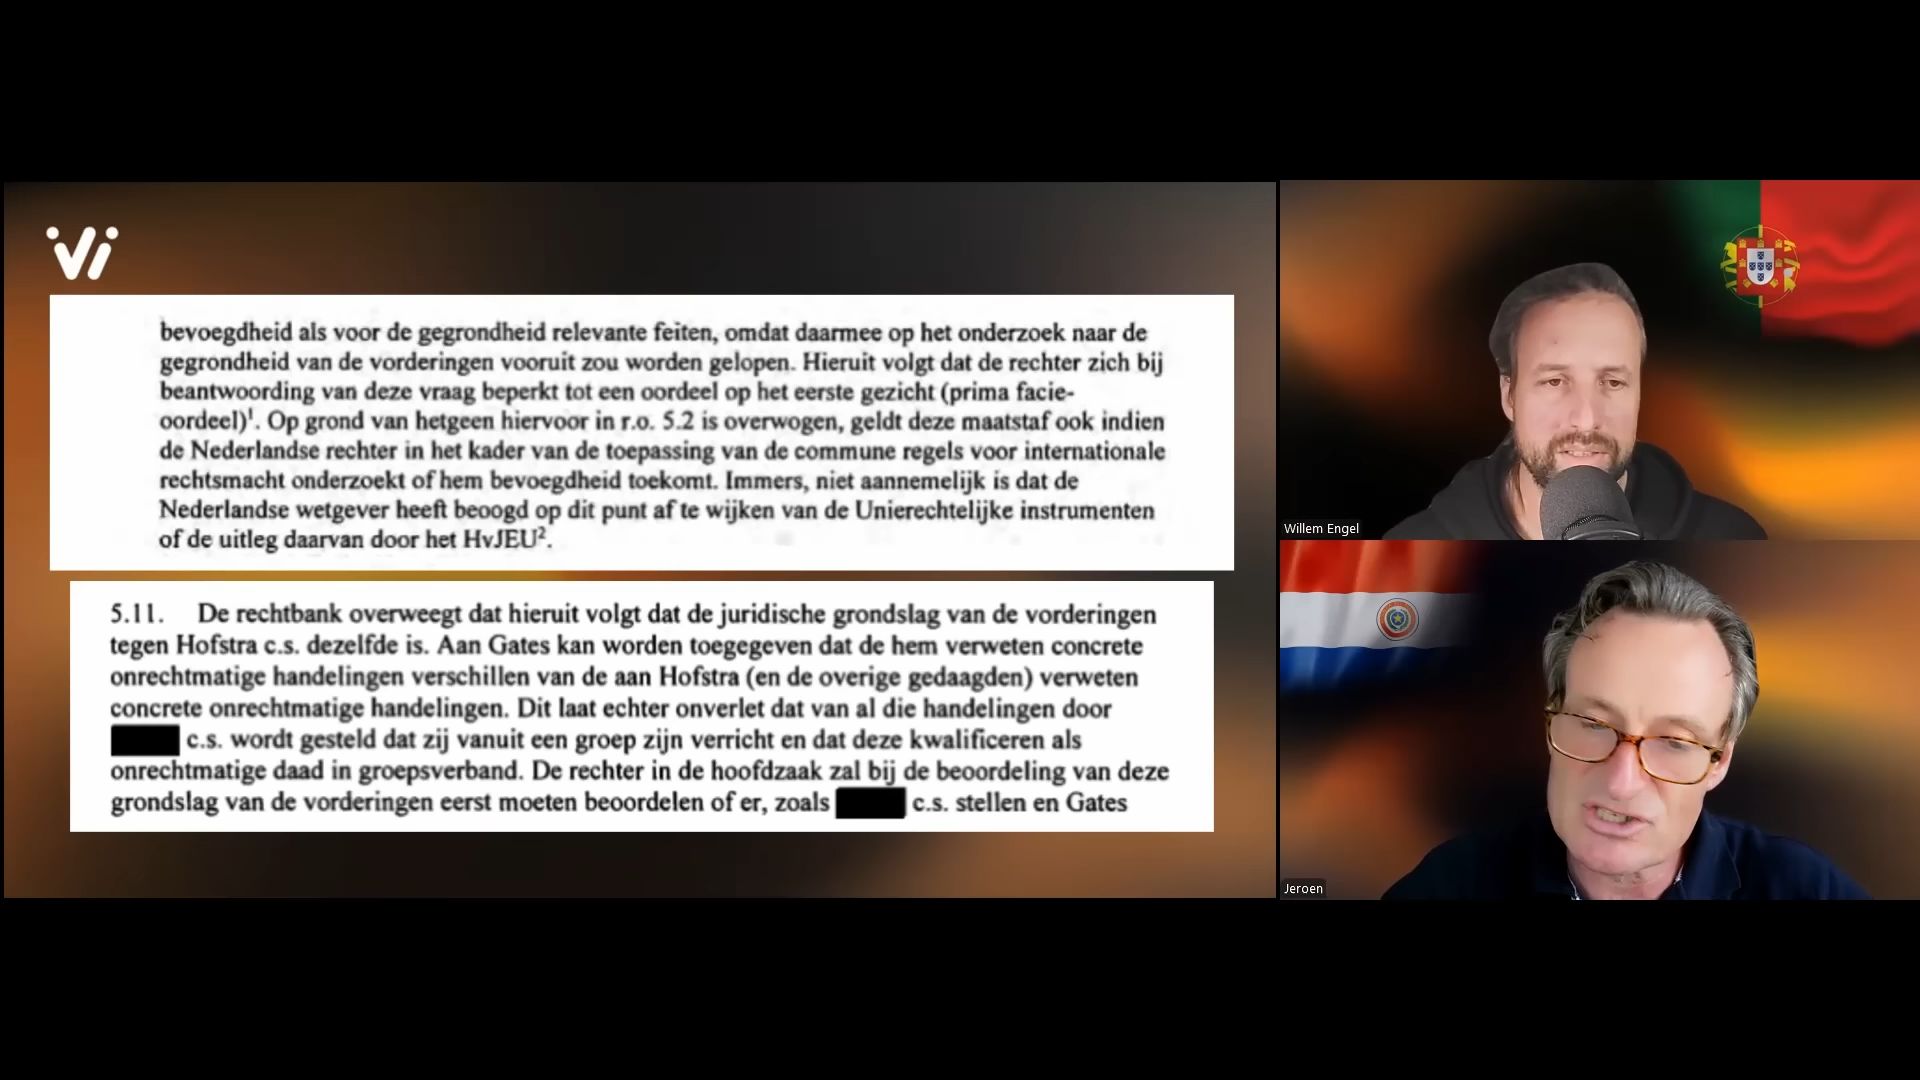 Vi
bevoegdheid als voor de gegrondheid relevante feiten, omdat daarmee op het onderzoek naar de
gegrondheid van de vorderingen vooruit zou worden gelopen. Hieruit volgt dat de rechter zich bij
beantwoording van deze vraag beperkt tot een oordeel op het eerste gezicht (prima facie-
oordeel)¹. Op grond van hetgeen hiervoor in r.o. 5.2 is overwogen, geldt deze maatstaf ook indien
de Nederlandse rechter in het kader van de toepassing van de commune regels voor internationale
rechtsmacht onderzoekt of hem bevoegdheid toekomt. Immers, niet aannemelijk is dat de
Nederlandse wetgever heeft beoogd op dit punt af te wijken van de Unierechtelijke instrumenten
of de uitleg daarvan door het HvJEU².
5.11. De rechtbank overweegt dat hieruit volgt dat de juridische grondslag van de vorderingen
tegen Hofstra c.s. dezelfde is. Aan Gates kan worden toegegeven dat de hem verweten concrete
onrechtmatige handelingen verschillen van de aan Hofstra (en de overige gedaagden) verweten
concrete onrechtmatige handelingen. Dit laat echter onverlet dat van al die handelingen door
c.s. wordt gesteld dat zij vanuit een groep zijn verricht en dat deze kwalificeren als
onrechtmatige daad in groepsverband. De rechter in de hoofdzaak zal bij de beoordeling van deze
grondslag van de vorderingen eerst moeten beoordelen of er, zoals c.s. stellen en Gates
Willem Engel
Jeroen